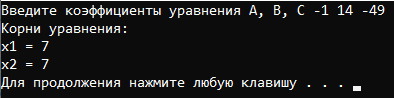 Введите коэффициенты уравнения A, B, C -1 14 -49
Корни уравнения:
x1 = 7
x2 = 7
Для продолжения нажмите любую клавишу . . .